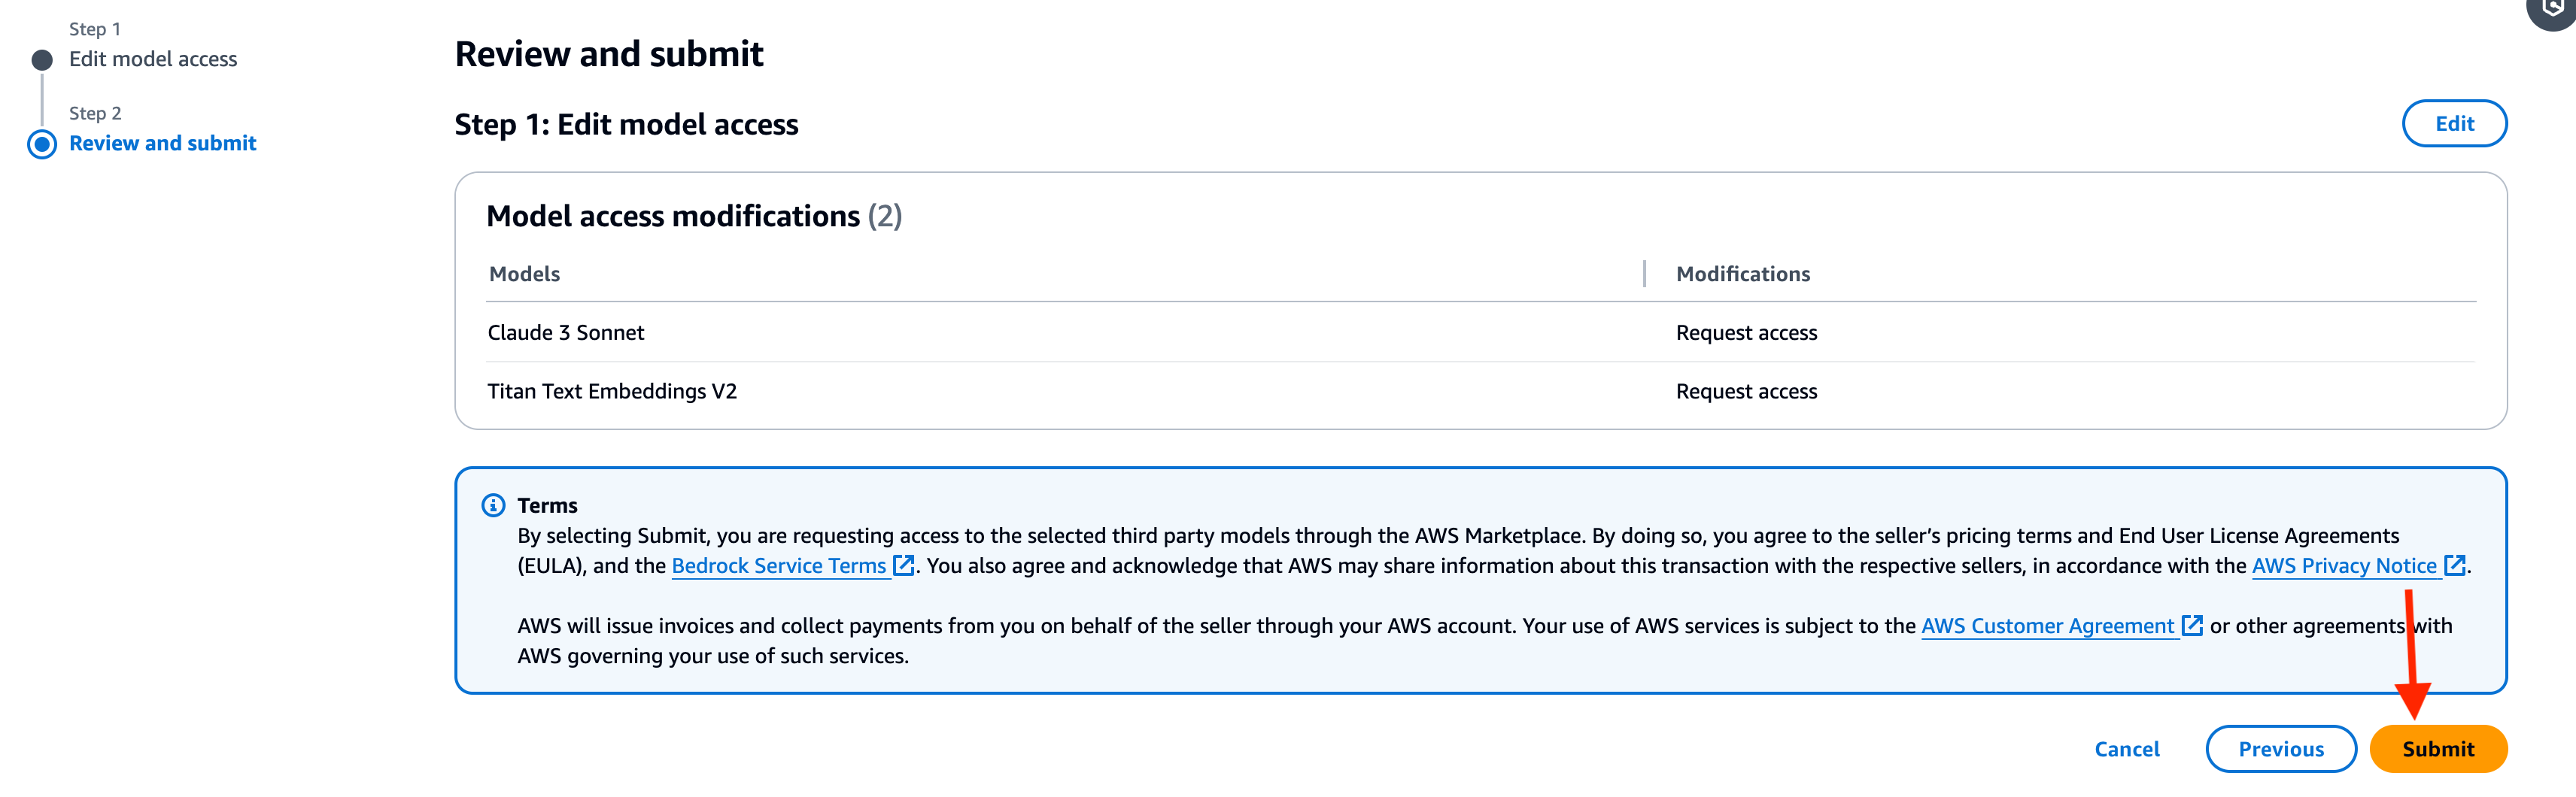 Step 1
Edit model access
Step 2
Review and submit
Review and submit
Step 1: Edit model access
Edit
Model access modifications (2)
Models
Modifications
Claude 3 Sonnet
Request access
Titan Text Embeddings V2
Request access
Terms
By selecting Submit, you are requesting access to the selected third party models through the AWS Marketplace. By doing so, you agree to the seller’s pricing terms and End User License Agreements
(EULA), and the Bedrock Service Terms . You also agree and acknowledge that AWS may share information about this transaction with the respective sellers, in accordance with the AWS Privacy Notice .
AWS will issue invoices and collect payments from you on behalf of the seller through your AWS account. Your use of AWS services is subject to the AWS Customer Agreement or other agreements with
AWS governing your use of such services.
Cancel
Previous
Submit